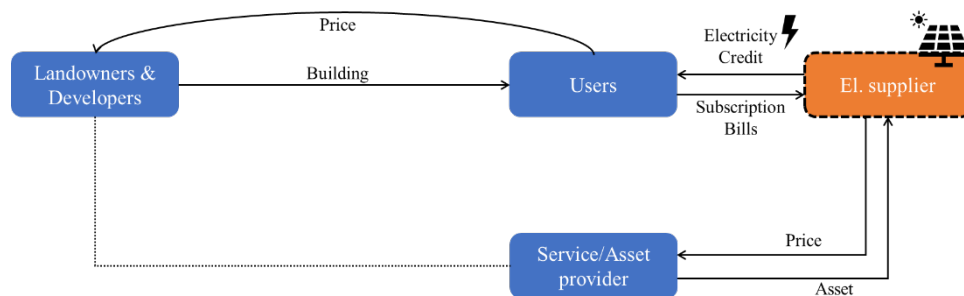 Price
Landowners &
Developers
Building
Users
Electricity
Credit
Subscription
Bills
El. supplier
Service/Asset
provider
Price
Asset